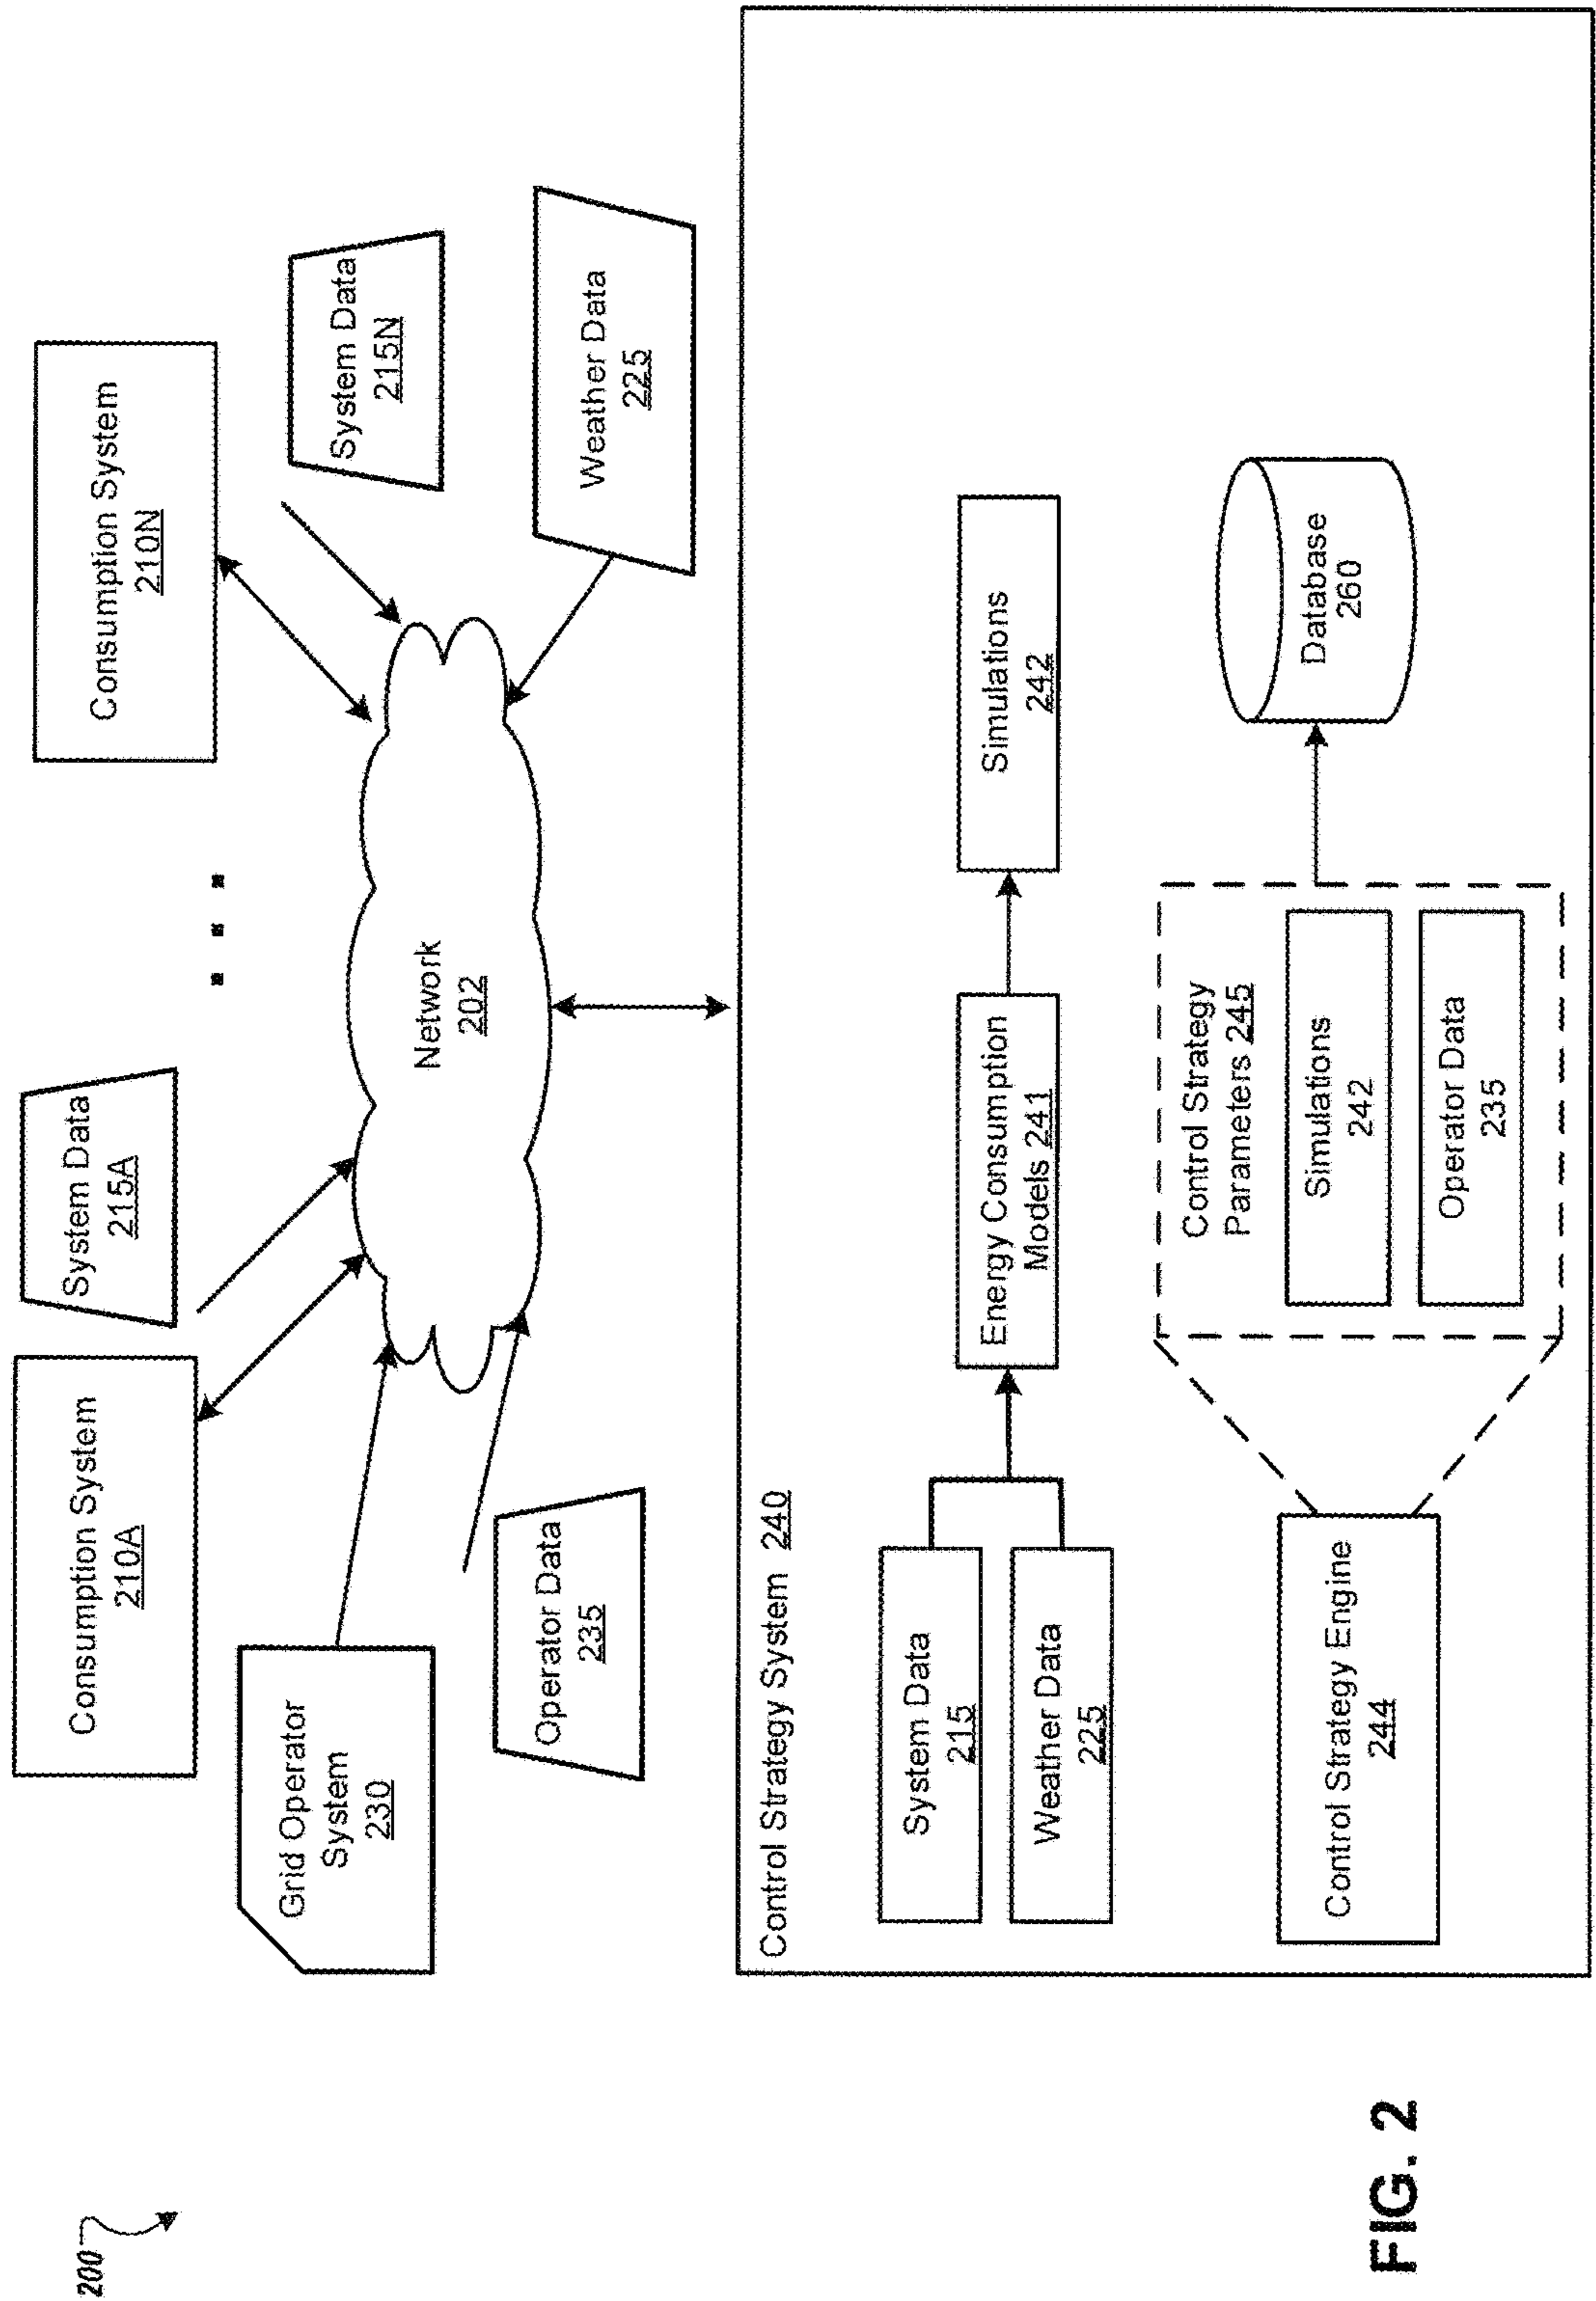 200
Consumption System
210A
System Data
215A
Consumption System
210N
System Data
215N
Grid Operator
System
230
Operator Data
235
Network
202
Weather Data
225
Control Strategy System 240
System Data
215
Weather Data
225
Energy Consumption
Models 241
Simulations
242
Control Strategy Engine
244
Control Strategy
Parameters 245
Simulations
242
Operator Data
235
Database
260
FIG. 2